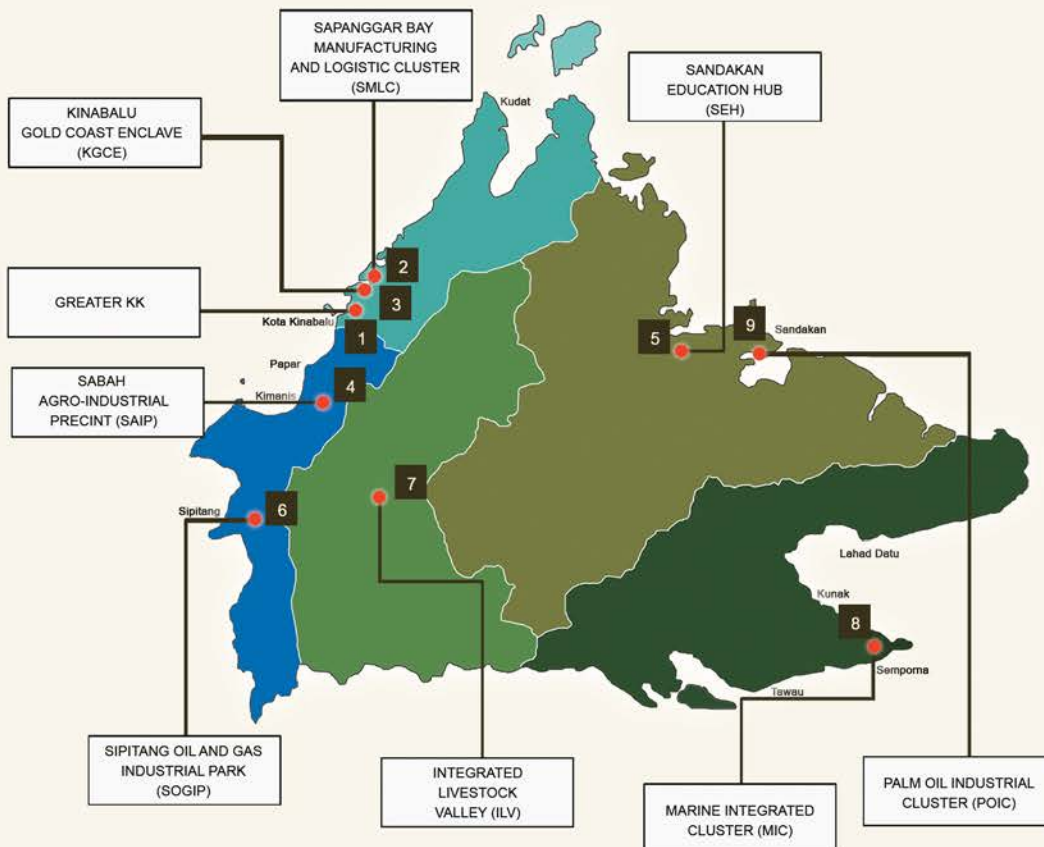 SAPANGGAR BAY
MANUFACTURING
AND LOGISTIC CLUSTER
(SMLC)
SANDAKAN
EDUCATION HUB
(SEH)
KINABALU
GOLD COAST ENCLAVE
(KGCE)
Kudat
2
3
GREATER KK
Kota Kinabalu
1
5
9
Sandakan
Papar
4
Kimanis
SABAH
AGRO-INDUSTRIAL
PRECINT (SAIP)
7
6
Sipitang
Lahad Datu
Kunak
8
Semporna
Tawau
SIPITANG OIL AND GAS
INDUSTRIAL PARK
(SOGIP)
INTEGRATED
LIVESTOCK
VALLEY (ILV)
MARINE INTEGRATED
CLUSTER (MIC)
PALM OIL INDUSTRIAL
CLUSTER (POIC)